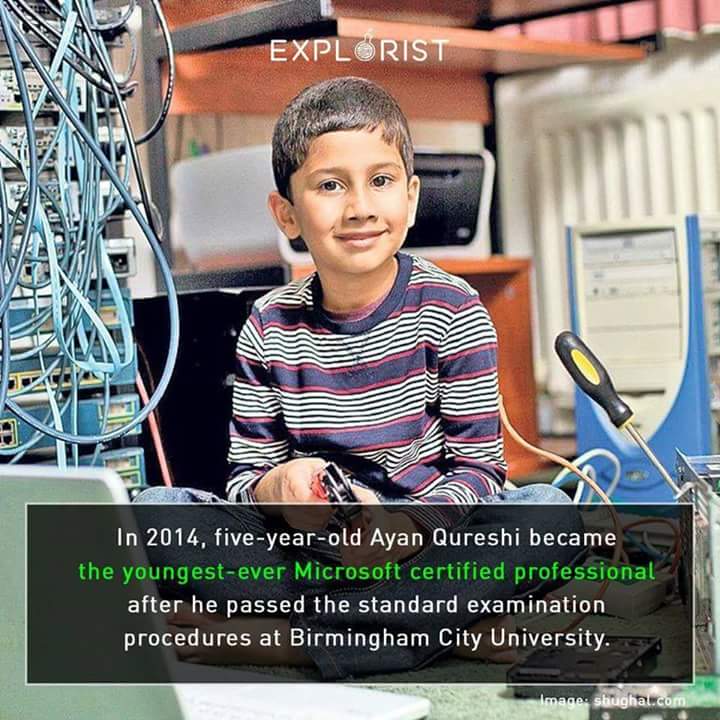 EXPLORIST
In 2014, five-year-old Ayan Qureshi became
the youngest-ever Microsoft certified professional
after he passed the standard examination
procedures at Birmingham City University.
Image: shughal.com